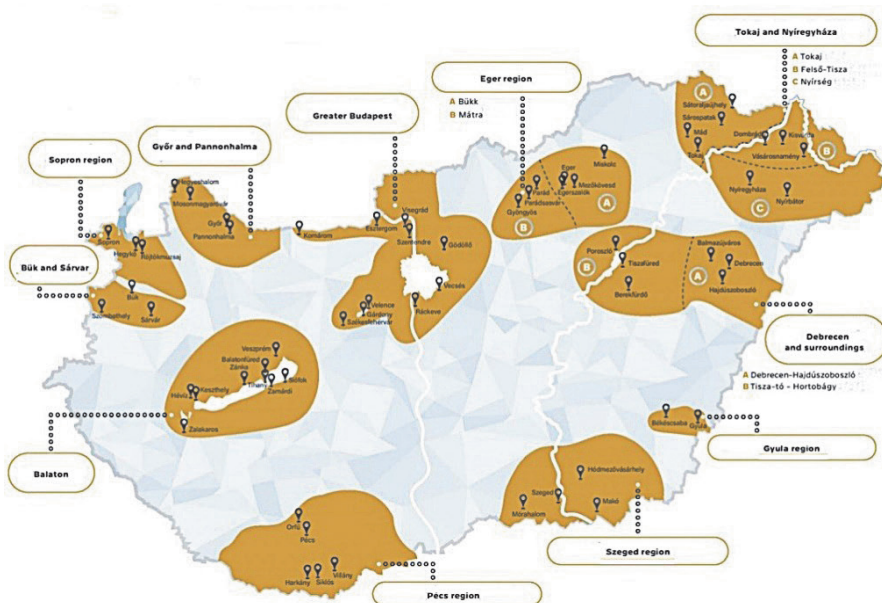 Tokaj and Nyíregyháza
A Tokaj
B Felső-Tisza
C Nyírség
Eger region
A Bükk
B Mátra
Greater Budapest
Győr and Pannonhalma
Sopron region
Bük and Sárvár
Balaton
Pécs region
Szeged region
Gyula region
Debrecen
and surroundings
A Debrecen-Hajdúszoboszló
B Tisza-tó - Hortobágy
A
Sátoraljaújhely
Sárospatak
Mád
Dombrád
Kisvárda
Tokaj
Vásárosnamény
B
Nyíregyháza
Nyírbátor
C
Miskolc
Eger
Parád
Mezőkövesd
Egerszalók
Parádsasvár
Gyöngyös
A
B
Hegyeshalom
Mosonmagyaróvár
Győr
Pannonhalma
Sopron
Hegykő
Fertőd
Bük
Szombathely
Sárvár
Komárom
Esztergom
Visegrád
Szentendre
Gödöllő
Vecsés
Ráckeve
Velence
Gárdony
Székesfehérvár
Poroszló
Tiszafüred
Berekfürdő
B
Balmazújváros
Debrecen
A
Hajdúszoboszló
Veszprém
Balatonfüred
Zánka
Tihany
Siófok
Zamárdi
Hévíz
Keszthely
Zalakaros
Békéscsaba
Gyula
Hódmezővásárhely
Szeged
Makó
Mórahalom
Orfű
Pécs
Harkány
Siklós
Villány